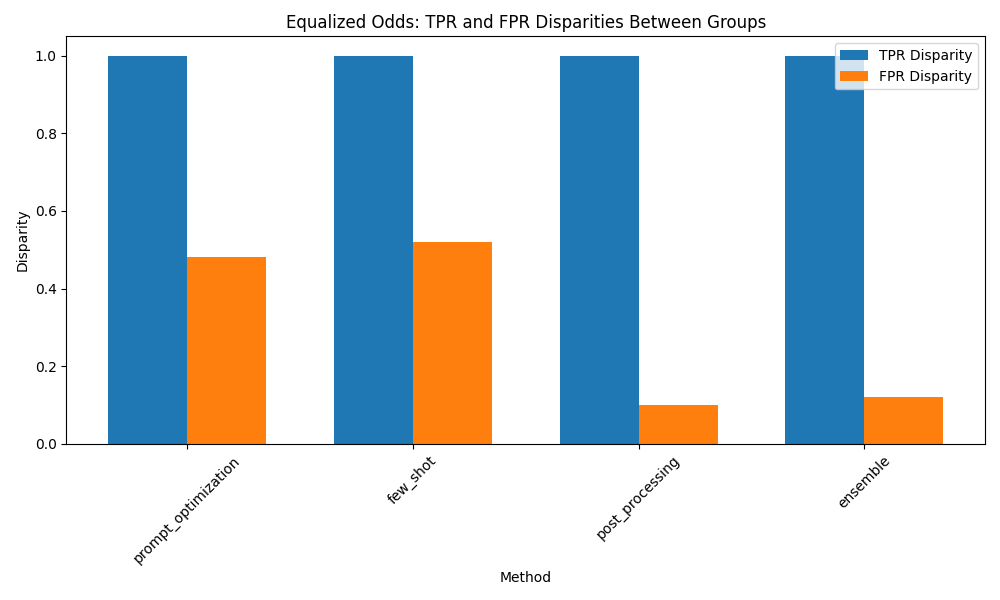 Equalized Odds: TPR and FPR Disparities Between Groups
TPR Disparity
FPR Disparity
Disparity
1.0
0.8
0.6
0.4
0.2
0.0
prompt_optimization
few_shot
post_processing
ensemble
Method